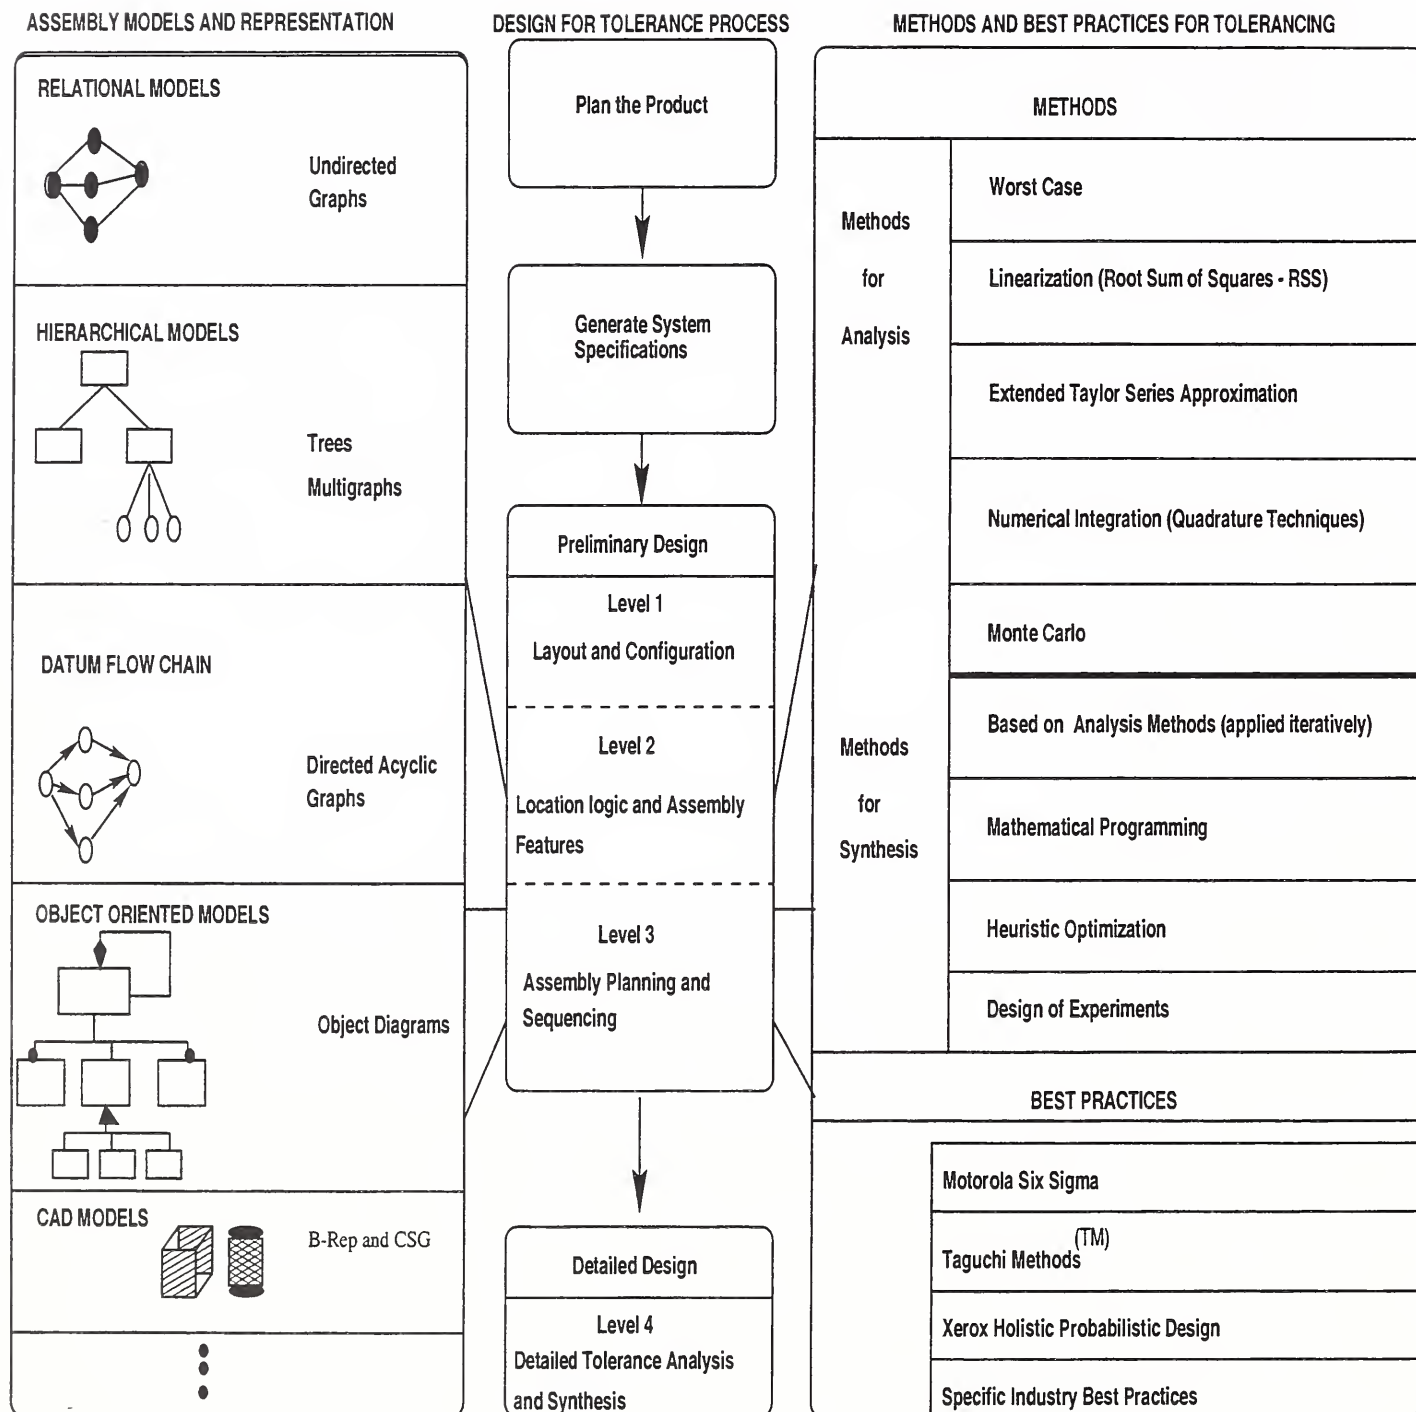 ASSEMBLY MODELS AND REPRESENTATION
RELATIONAL MODELS
Undirected
Graphs
HIERARCHICAL MODELS
Trees
Multigraphs
DATUM FLOW CHAIN
Directed Acyclic
Graphs
OBJECT ORIENTED MODELS
Object Diagrams
CAD MODELS
B-Rep and CSG
DESIGN FOR TOLERANCE PROCESS
Plan the Product
Generate System
Specifications
Preliminary Design
Level 1
Layout and Configuration
Level 2
Location logic and Assembly
Features
Level 3
Assembly Planning and
Sequencing
Detailed Design
Level 4
Detailed Tolerance Analysis
and Synthesis
METHODS AND BEST PRACTICES FOR TOLERANCING
METHODS
Methods
for
Analysis
Worst Case
Linearization (Root Sum of Squares - RSS)
Extended Taylor Series Approximation
Numerical Integration (Quadrature Techniques)
Monte Carlo
Methods
for
Synthesis
Based on Analysis Methods (applied iteratively)
Mathematical Programming
Heuristic Optimization
Design of Experiments
BEST PRACTICES
Motorola Six Sigma
Taguchi Methods (TM)
Xerox Holistic Probabilistic Design
Specific Industry Best Practices